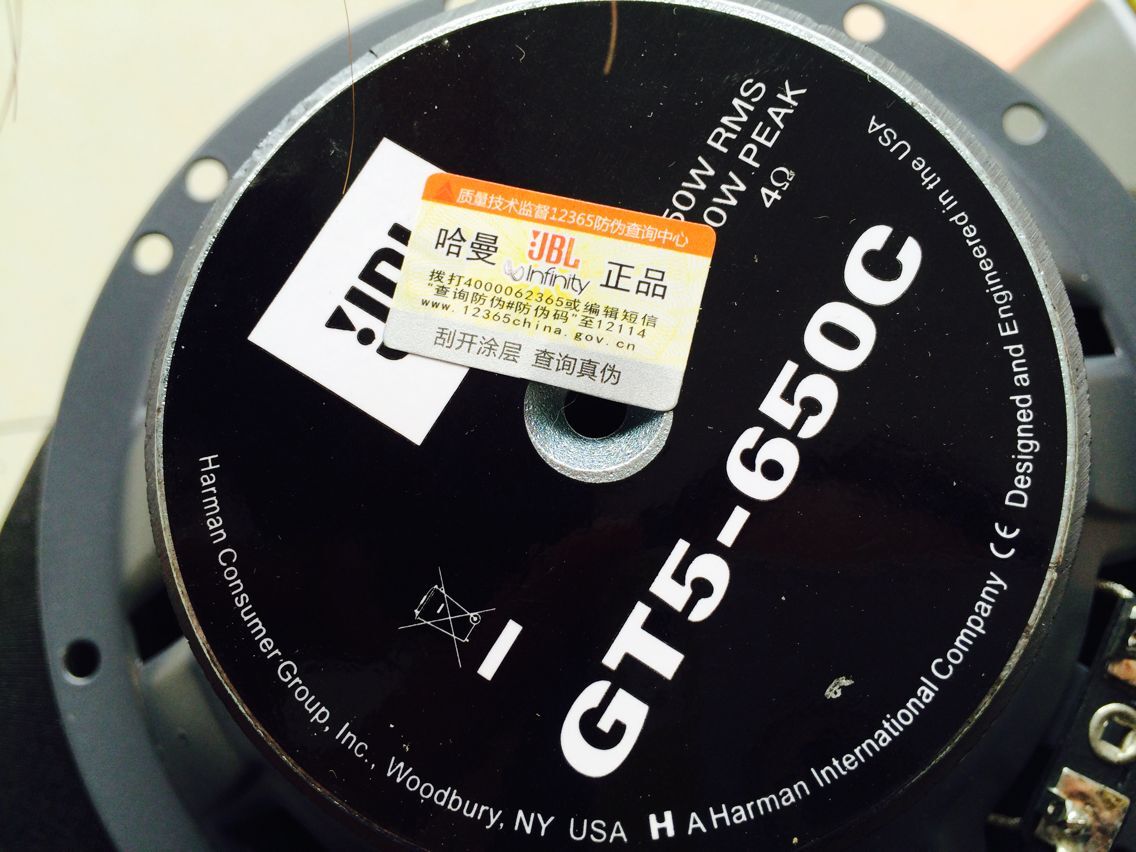 JBL
50W RMS
0W PEAK
4Ω
质量技术监督12365防伪查询中心
哈曼 JBL Infinity 正品
拨打4000062365或编辑短信
"查询防伪#防伪码"至12114
www.12365china.gov.cn
刮开涂层 查询真伪
GT5-650C
Harman Consumer Group, Inc., Woodbury, NY USA H A Harman International Company CE Designed and Engineered in the USA